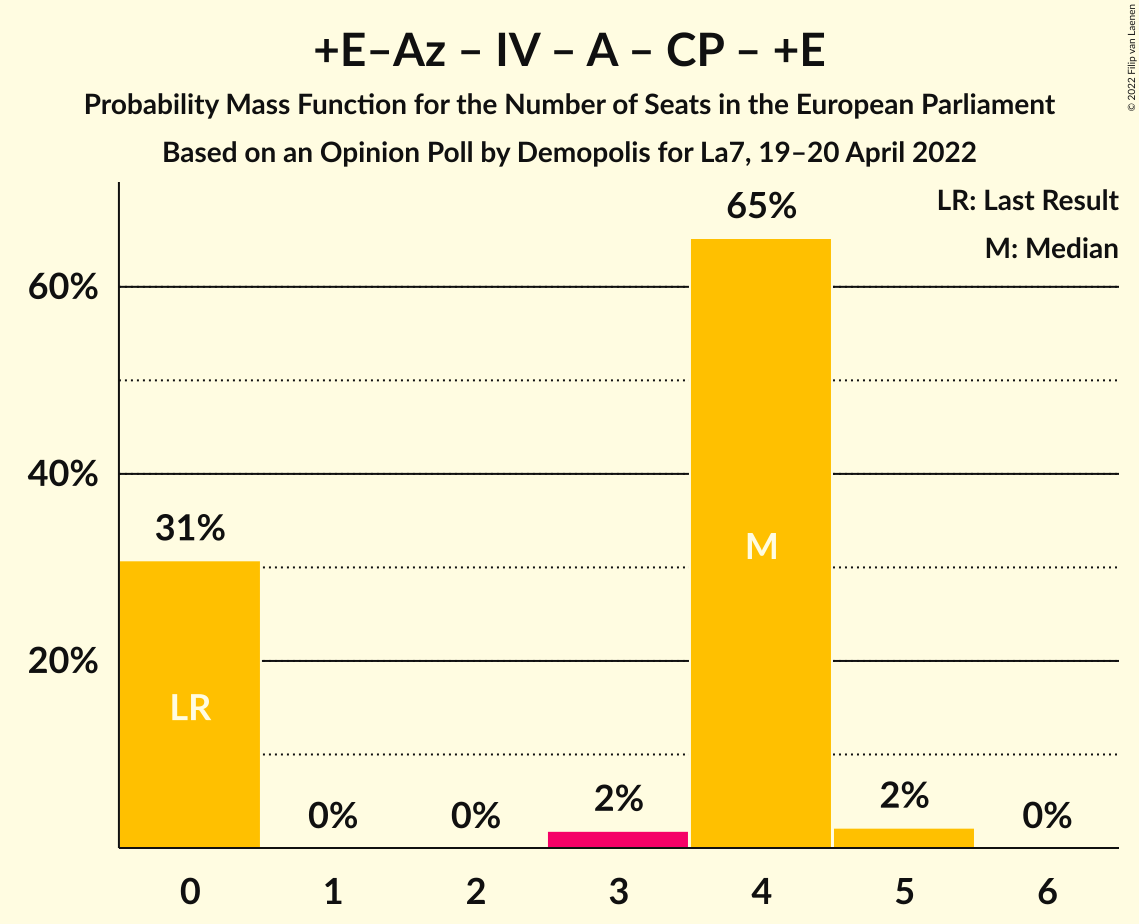 +E–Az – IV – A – CP – +E
Probability Mass Function for the Number of Seats in the European Parliament
Based on an Opinion Poll by Demopolis for La7, 19–20 April 2022
© 2022 Filip van Laenen
LR: Last Result
M: Median
65%
60%
40%
31%
M
20%
LR
0%
0%
2%
2%
0%
0
1
2
3
4
5
6